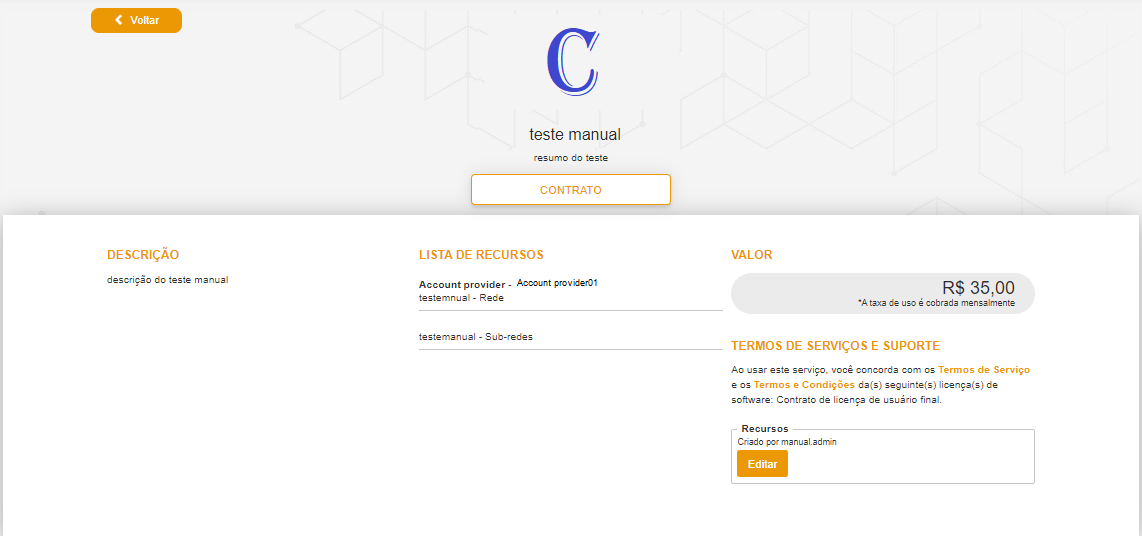 Voltar
C
teste manual
resumo do teste
CONTRATO
DESCRIÇÃO
descrição do teste manual
LISTA DE RECURSOS
Account provider - Account provider01
testemnual - Rede
testemanual - Sub-redes
VALOR
R$ 35,00
*A taxa de uso é cobrada mensalmente
TERMOS DE SERVIÇOS E SUPORTE
Ao usar este serviço, você concorda com os Termos de Serviço
e os Termos e Condições da(s) seguinte(s) licença(s) de
software: Contrato de licença de usuário final.
Recursos
Criado por manual.admin
Editar